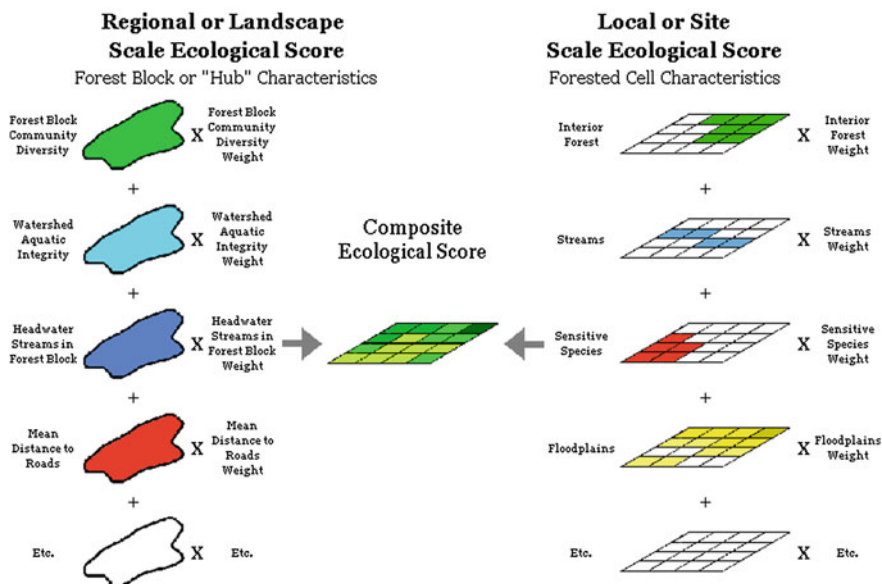 Regional or Landscape
Scale Ecological Score
Forest Block or "Hub" Characteristics
Forest Block
Community
Diversity
X
Forest Block
Community
Diversity
Weight
+
Watershed
Aquatic
Integrity
X
Watershed
Aquatic
Integrity
Weight
+
Headwater
Streams in
Forest Block
X
Headwater
Streams in
Forest Block
Weight
+
Mean
Distance to
Roads
X
Mean
Distance to
Roads
Weight
+
Etc.
X
Etc.
Composite
Ecological Score
Local or Site
Scale Ecological Score
Forested Cell Characteristics
Interior
Forest
X
Interior
Forest
Weight
+
Streams
X
Streams
Weight
+
Sensitive
Species
X
Sensitive
Species
Weight
+
Floodplains
X
Floodplains
Weight
+
Etc.
X
Etc.